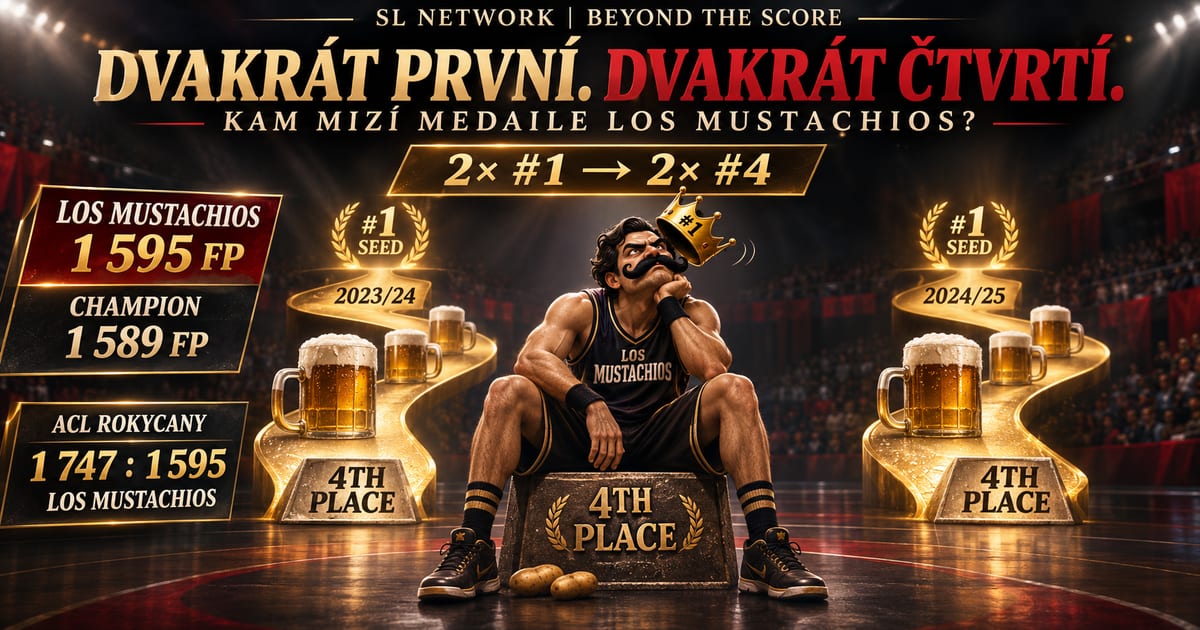 SL NETWORK | BEYOND THE SCORE
DVAKRÁT PRVNÍ. DVAKRÁT ČTVRTÍ.
KAM MIZÍ MEDAILE LOS MUSTACHIOS?
2× #1 → 2× #4
LOS MUSTACHIOS
1 595 FP
CHAMPION
1 589 FP
ACL ROKYCANY
1 747 : 1 595
LOS MUSTACHIOS
#1
SEED
2023/24
4TH
PLACE
#1
LOS
MUSTACHIOS
4TH
PLACE
#1
SEED
2024/25
4TH
PLACE